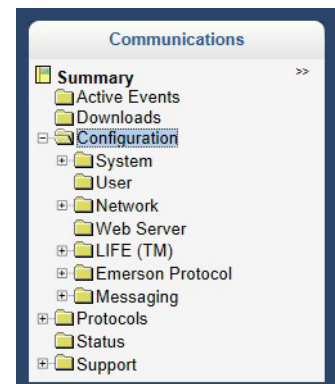 Communications
Summary >>
Active Events
Downloads
Configuration
System
User
Network
Web Server
LIFE (TM)
Emerson Protocol
Messaging
Protocols
Status
Support